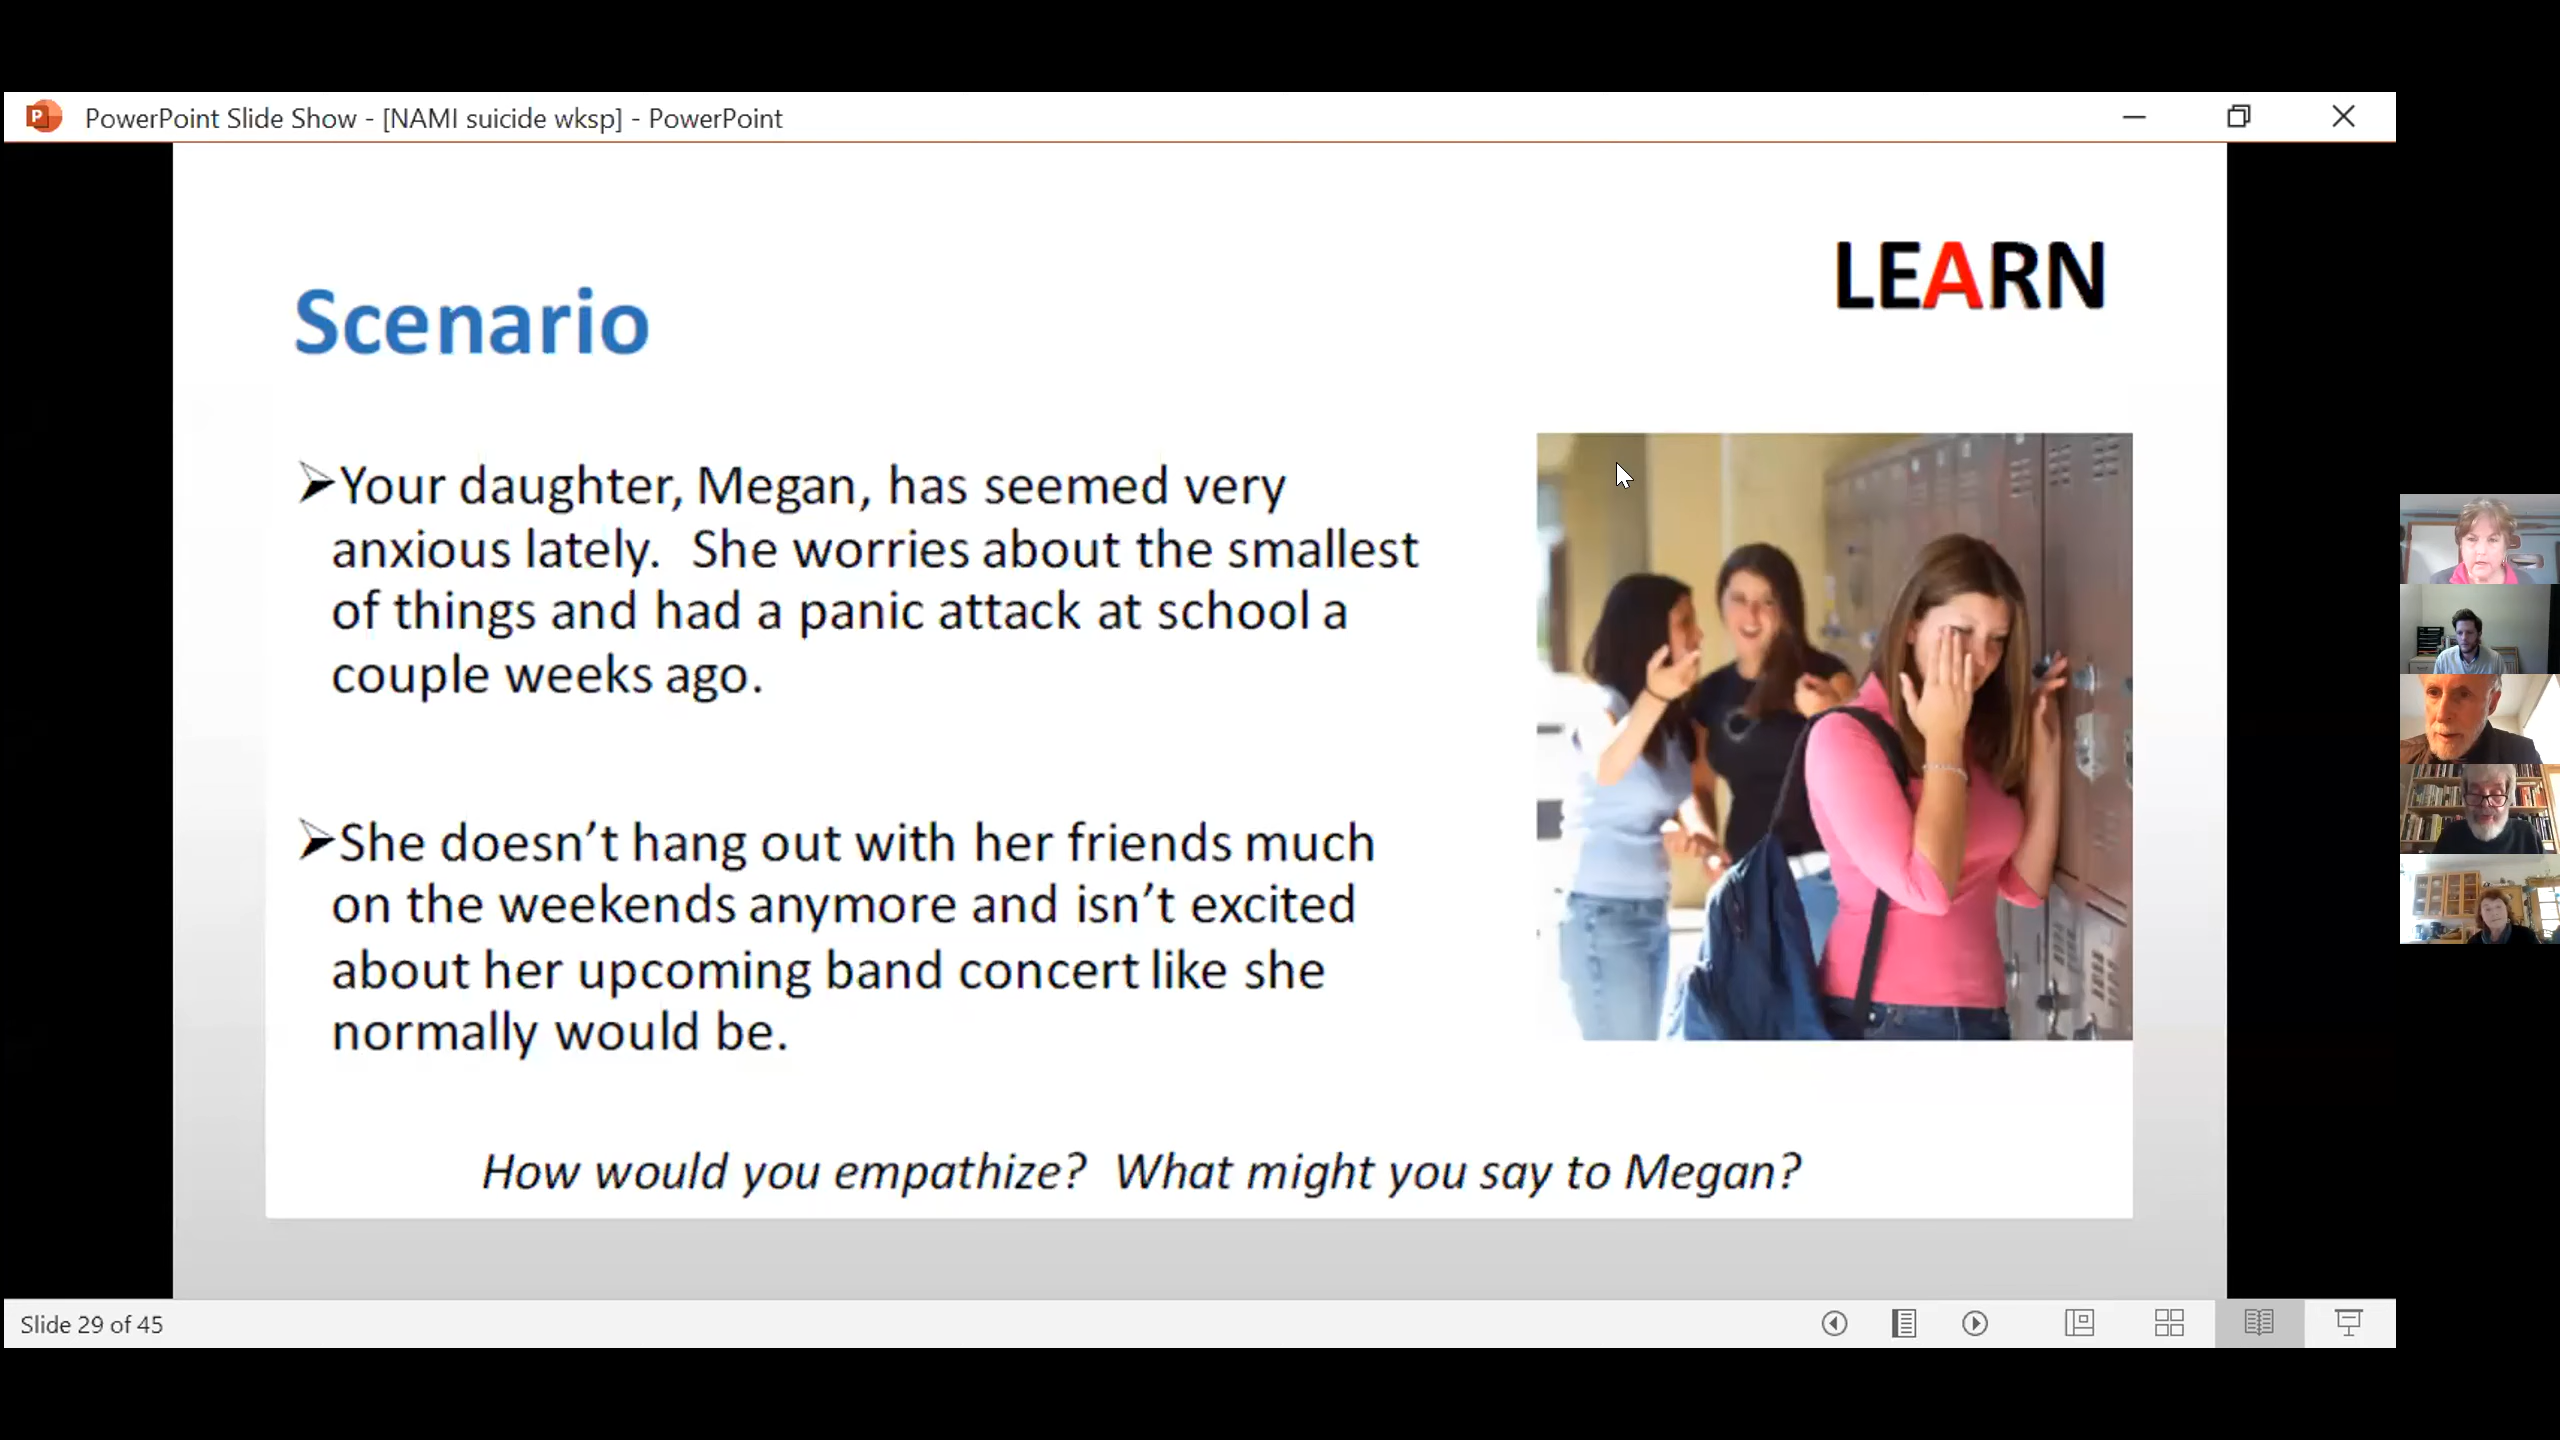 PowerPoint Slide Show - [NAMI suicide wksp] - PowerPoint
LEARN
Scenario
➢Your daughter, Megan, has seemed very
anxious lately.  She worries about the smallest
of things and had a panic attack at school a
couple weeks ago.
➢She doesn’t hang out with her friends much
on the weekends anymore and isn’t excited
about her upcoming band concert like she
normally would be.
How would you empathize?  What might you say to Megan?
Slide 29 of 45